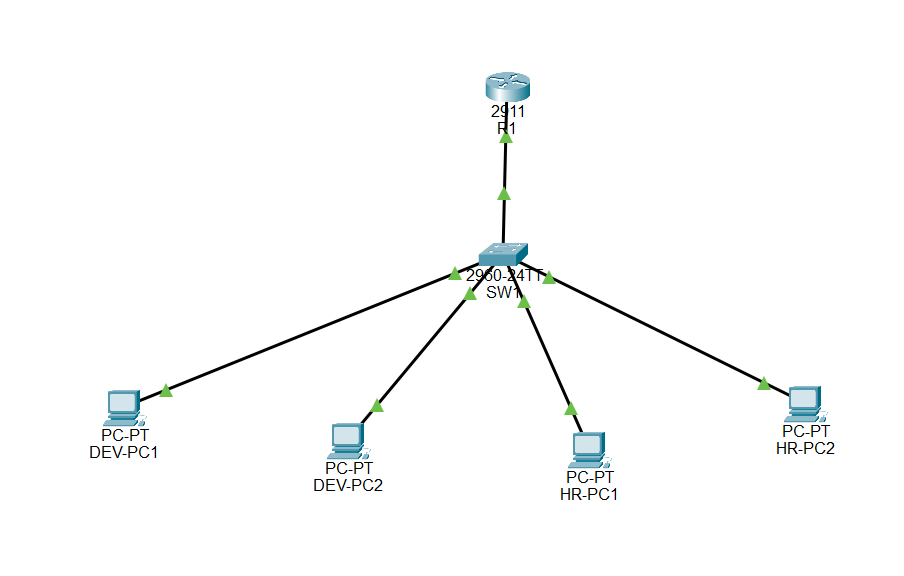 2911
R1
2960-24TT
SW1
PC-PT
DEV-PC1
PC-PT
DEV-PC2
PC-PT
HR-PC1
PC-PT
HR-PC2